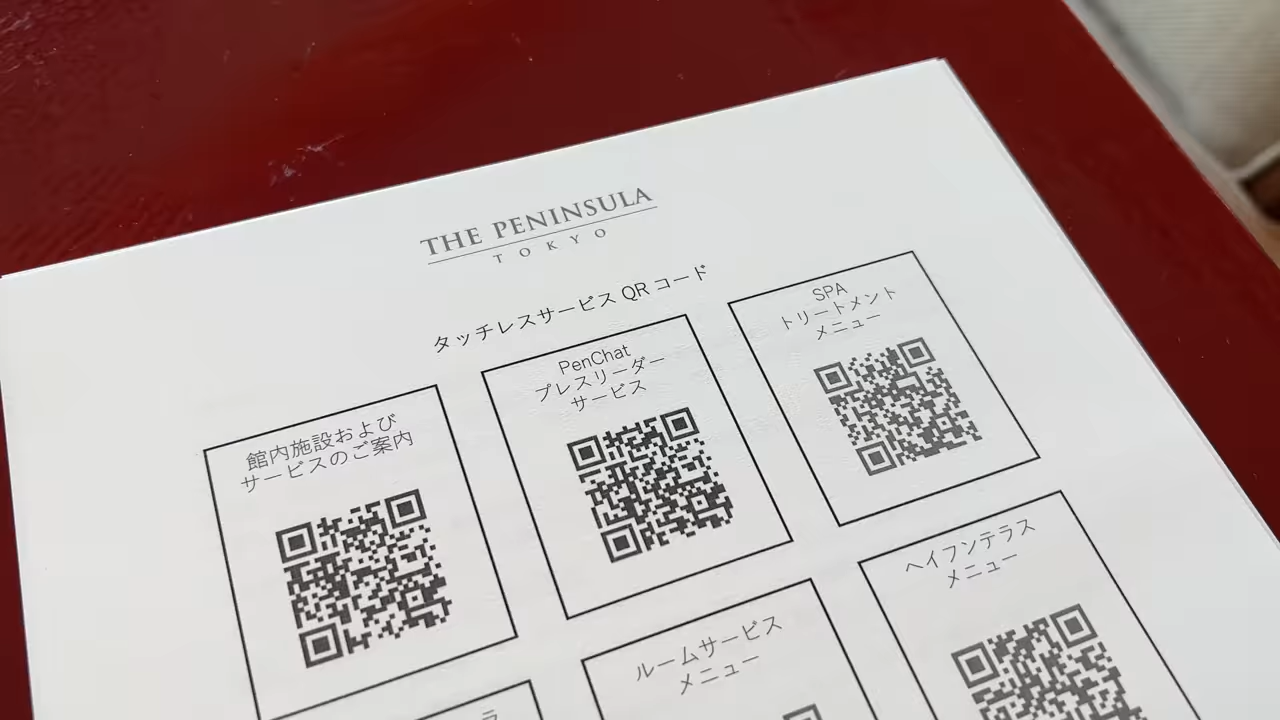 THE PENINSULA
TOKYO
タッチレスサービス QRコード
館内施設および
サービスのご案内
PenChat
プレスリーダー
サービス
SPA
トリートメント
メニュー
ラ
ルームサービス
メニュー
ヘイフンテラス
メニュー